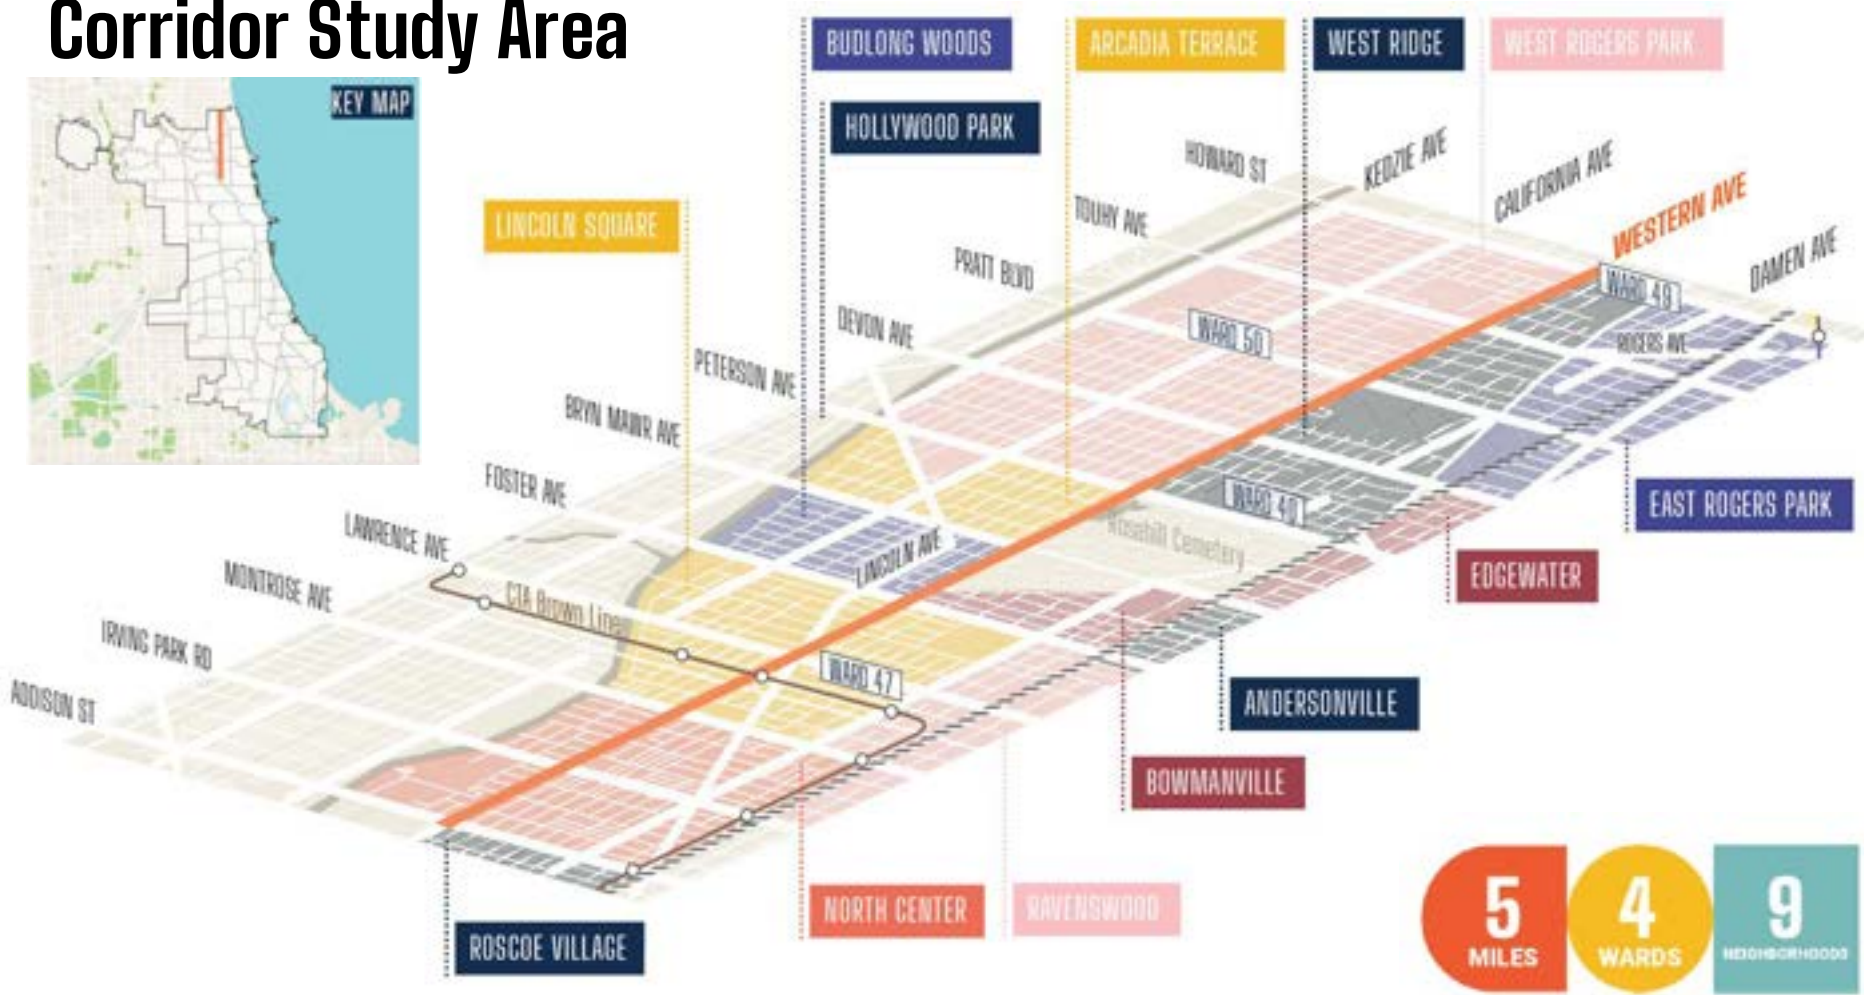 Corridor Study Area
KEY MAP
BUDLONG WOODS
ARCADIA TERRACE
WEST RIDGE
WEST ROGERS PARK
HOLLYWOOD PARK
LINCOLN SQUARE
HOWARD ST
KEDZIE AVE
CALIFORNIA AVE
WESTERN AVE
DAMEN AVE
TOUHY AVE
PRATT BLVD
DEVON AVE
PETERSON AVE
BRYN MAWR AVE
FOSTER AVE
LAWRENCE AVE
MONTROSE AVE
IRVING PARK RD
ADDISON ST
WARD 49
ROGERS AVE
WARD 50
WARD 40
Rosehill Cemetery
LINCOLN AVE
CTA Brown Line
WARD 47
EAST ROGERS PARK
EDGEWATER
ANDERSONVILLE
BOWMANVILLE
NORTH CENTER
RAVENSWOOD
ROSCOE VILLAGE
5
MILES
4
WARDS
9
NEIGHBORHOODS